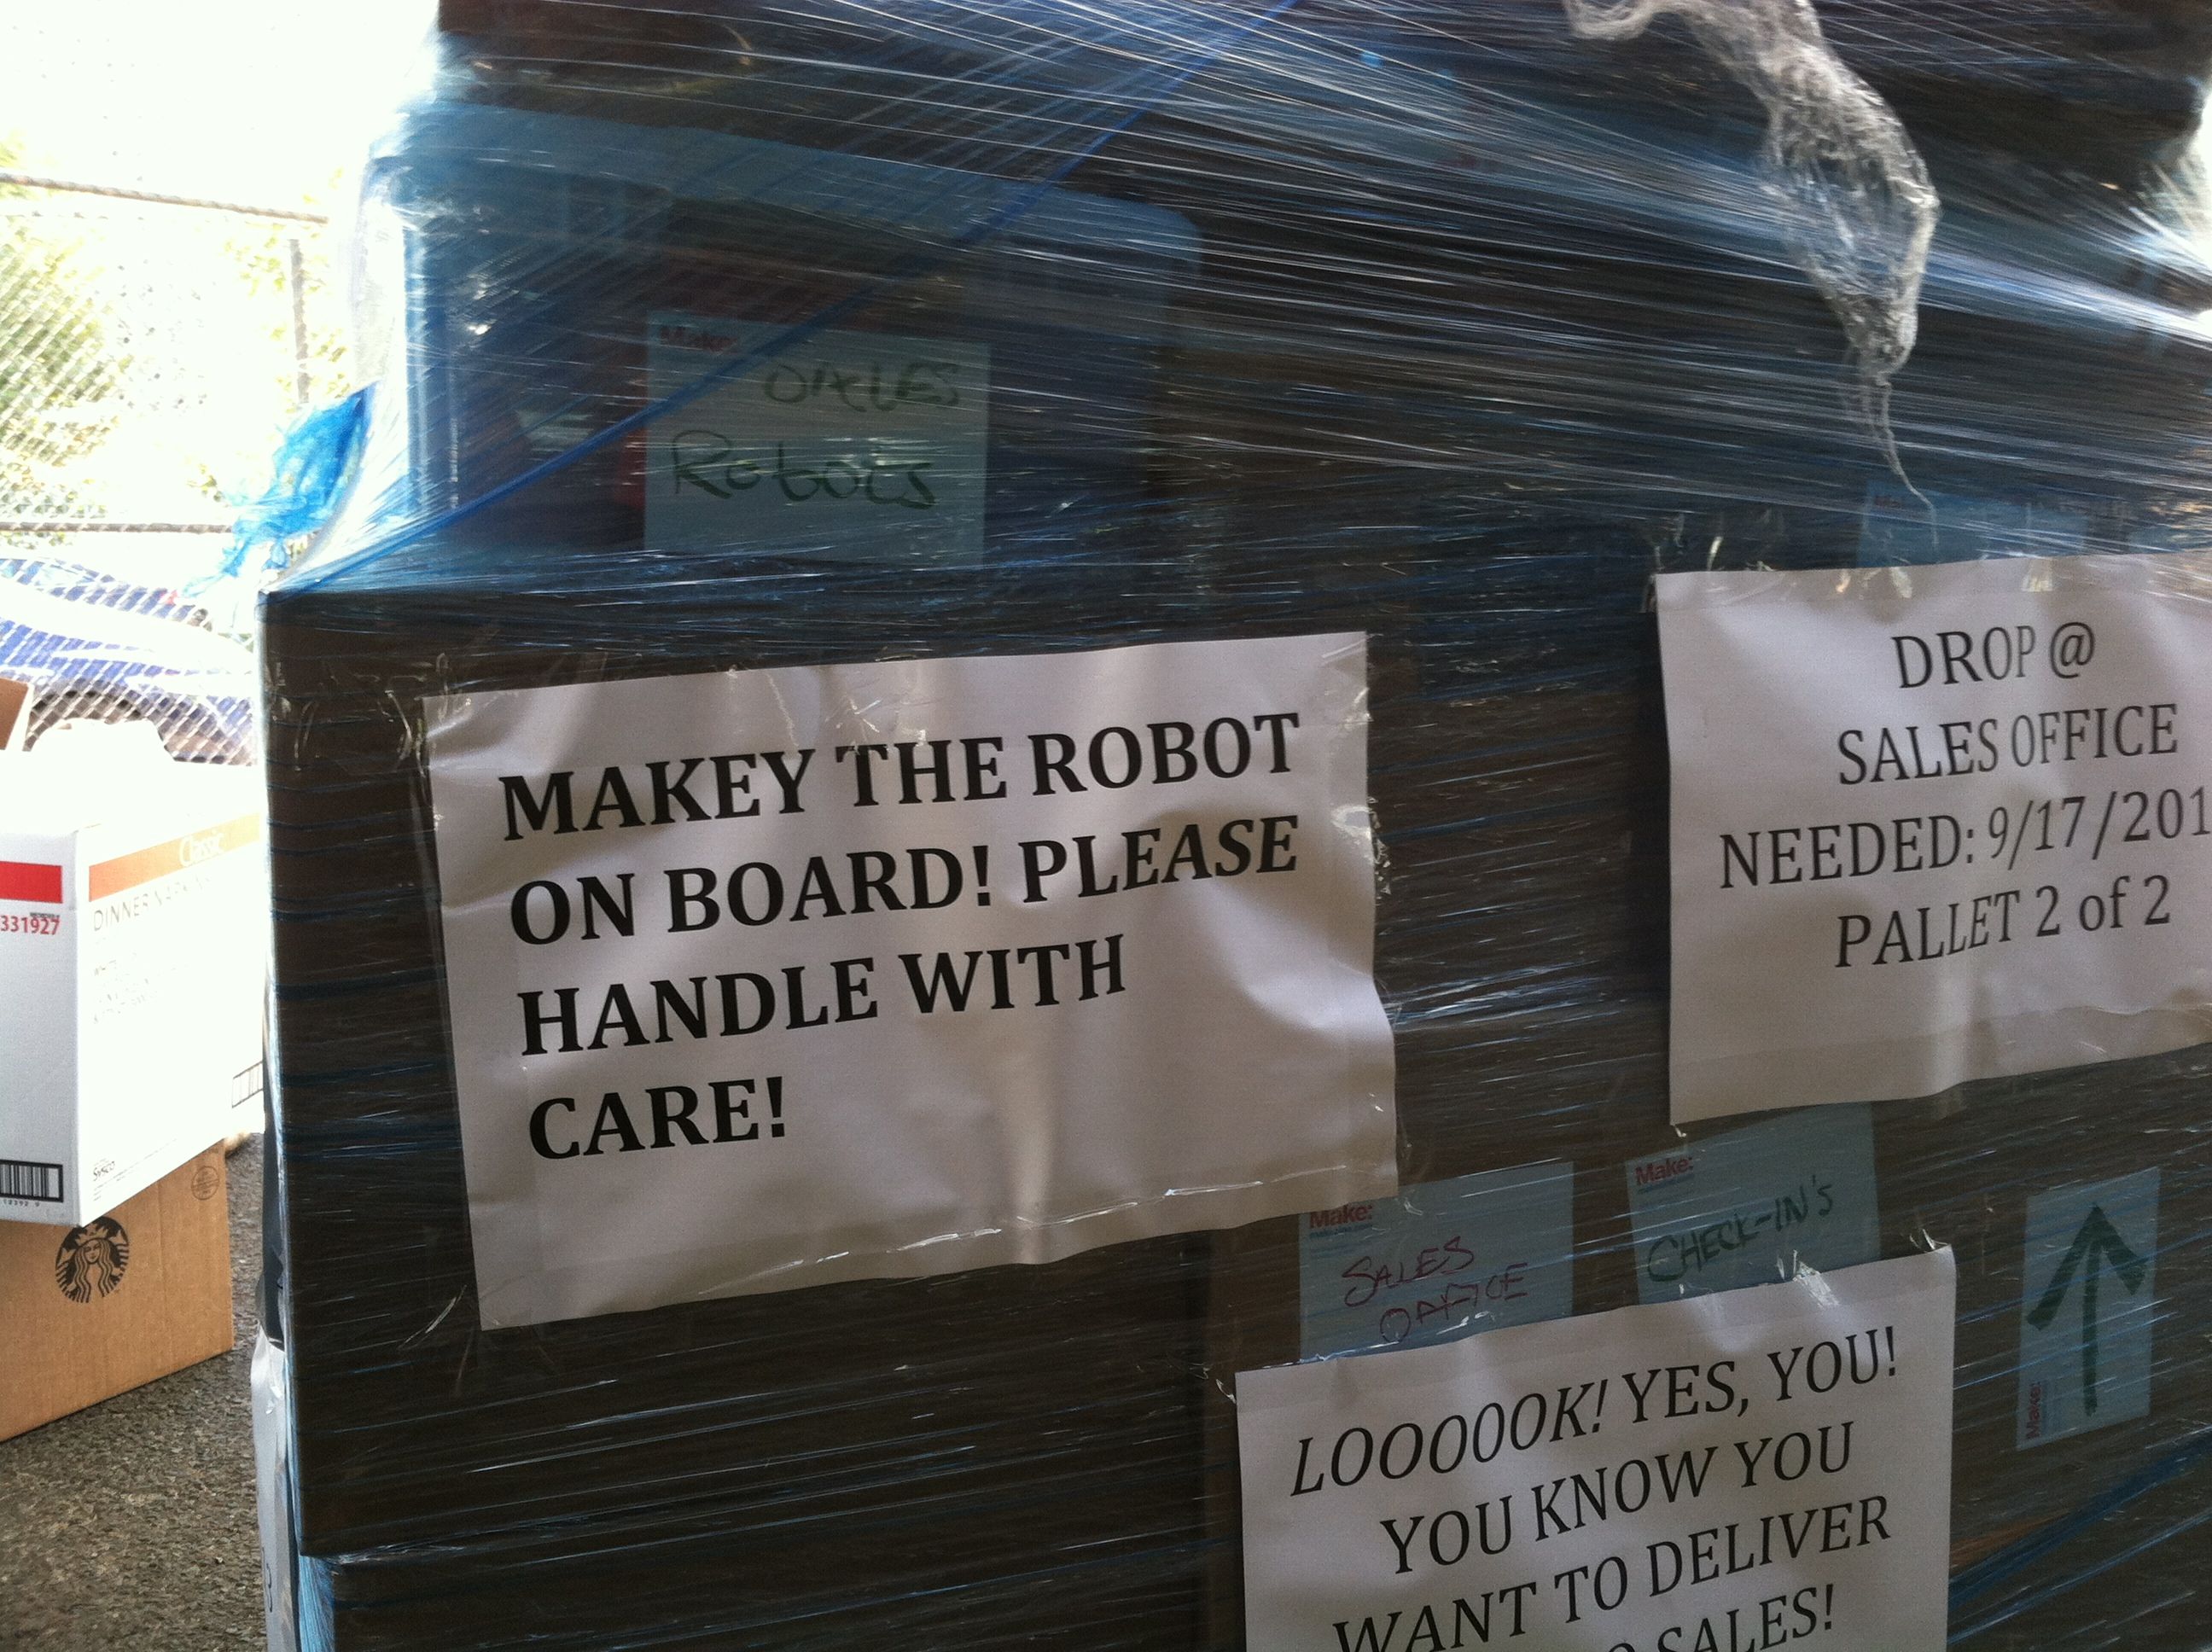 Make:
Robots
MAKEY THE ROBOT
ON BOARD! PLEASE
HANDLE WITH
CARE!
DROP @
SALES OFFICE
NEEDED: 9/17/201
PALLET 2 of 2
Make:
SALES
OFFICE
Make:
CHECK-IN'S
Make:
LOOOOOK! YES, YOU!
YOU KNOW YOU
WANT TO DELIVER
SALES!
Classic
DINNER NAPKINS
331927
Sysco